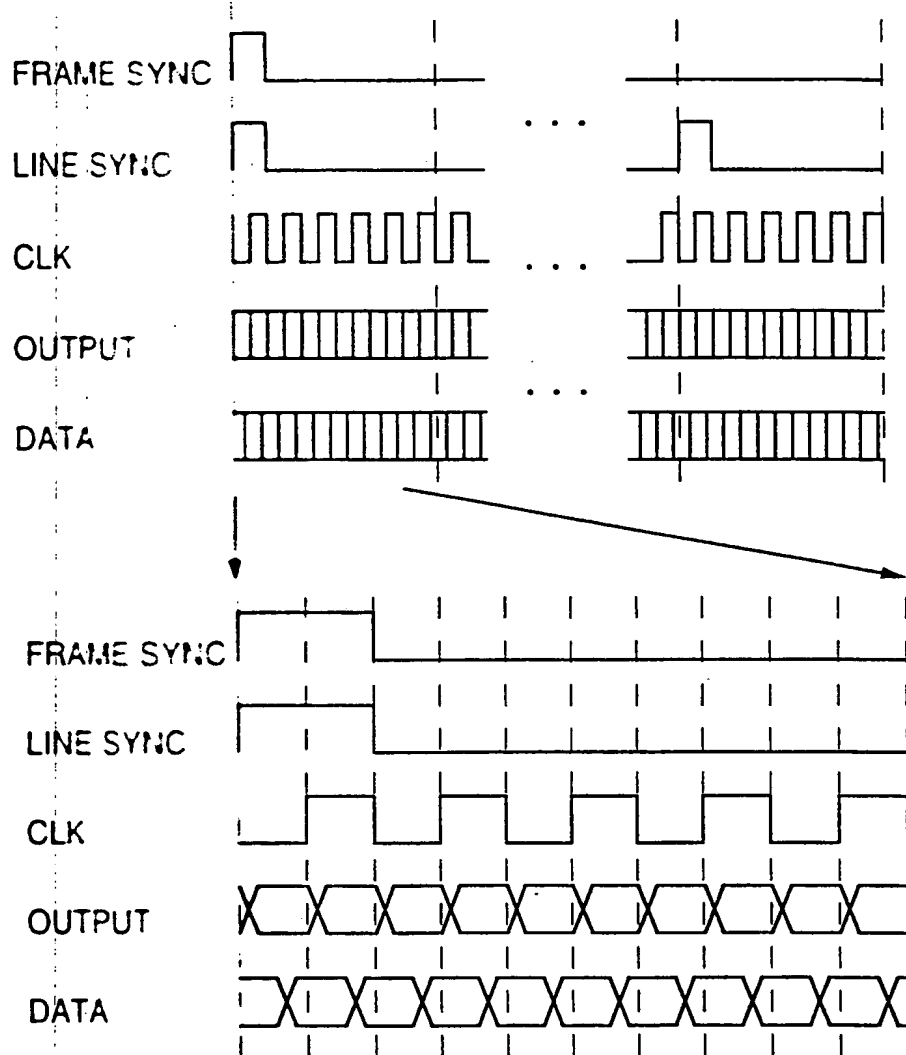 FRAME SYNC
. . .
LINE SYNC
CLK
. . .
OUTPUT
. . .
DATA
FRAME SYNC
LINE SYNC
CLK
OUTPUT
DATA